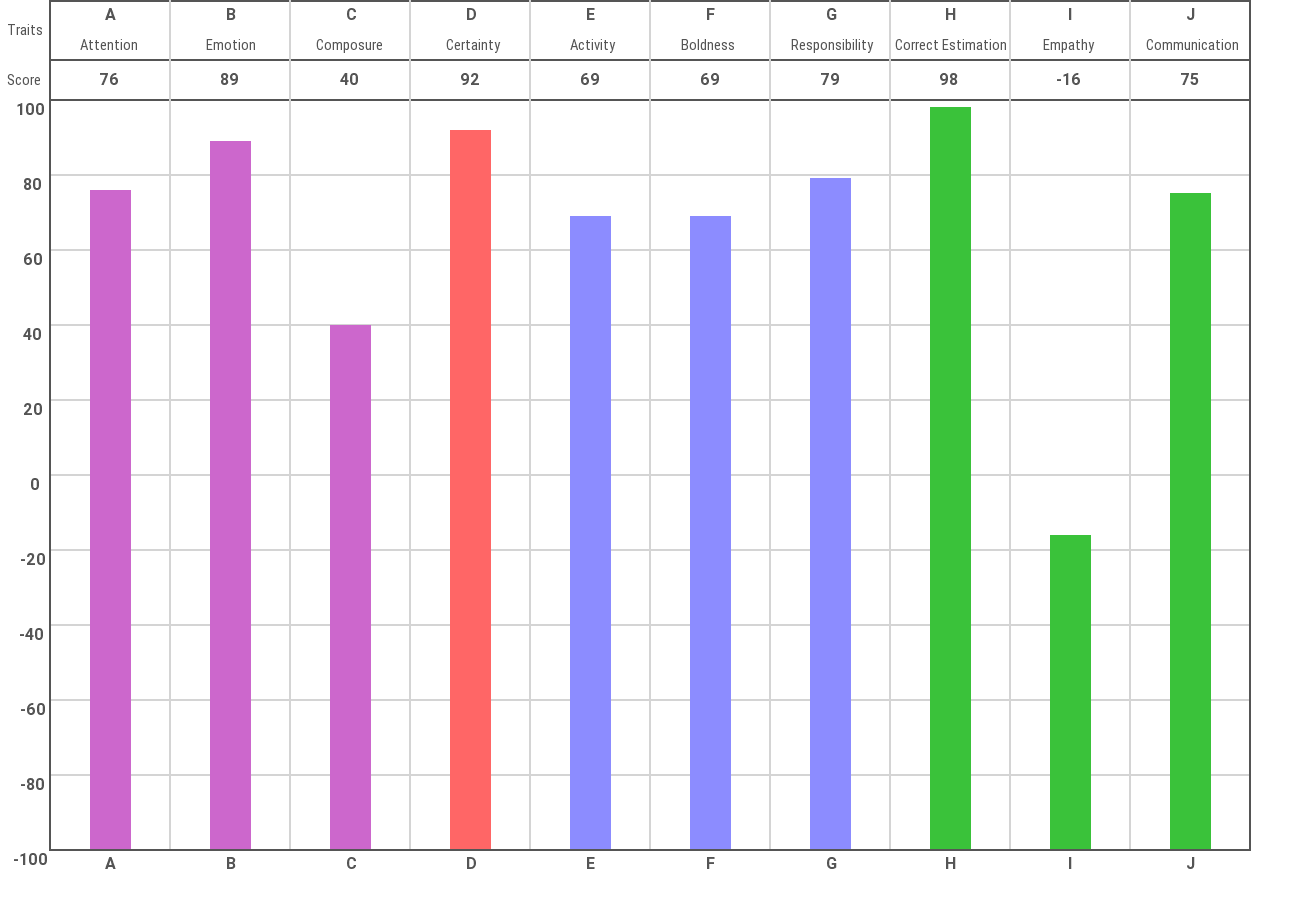 Traits A B C D E F G H I J
Attention Emotion Composure Certainty Activity Boldness Responsibility Correct Estimation Empathy Communication
Score 76 89 40 92 69 69 79 98 -16 75
100
80
60
40
20
0
-20
-40
-60
-80
-100
A B C D E F G H I J